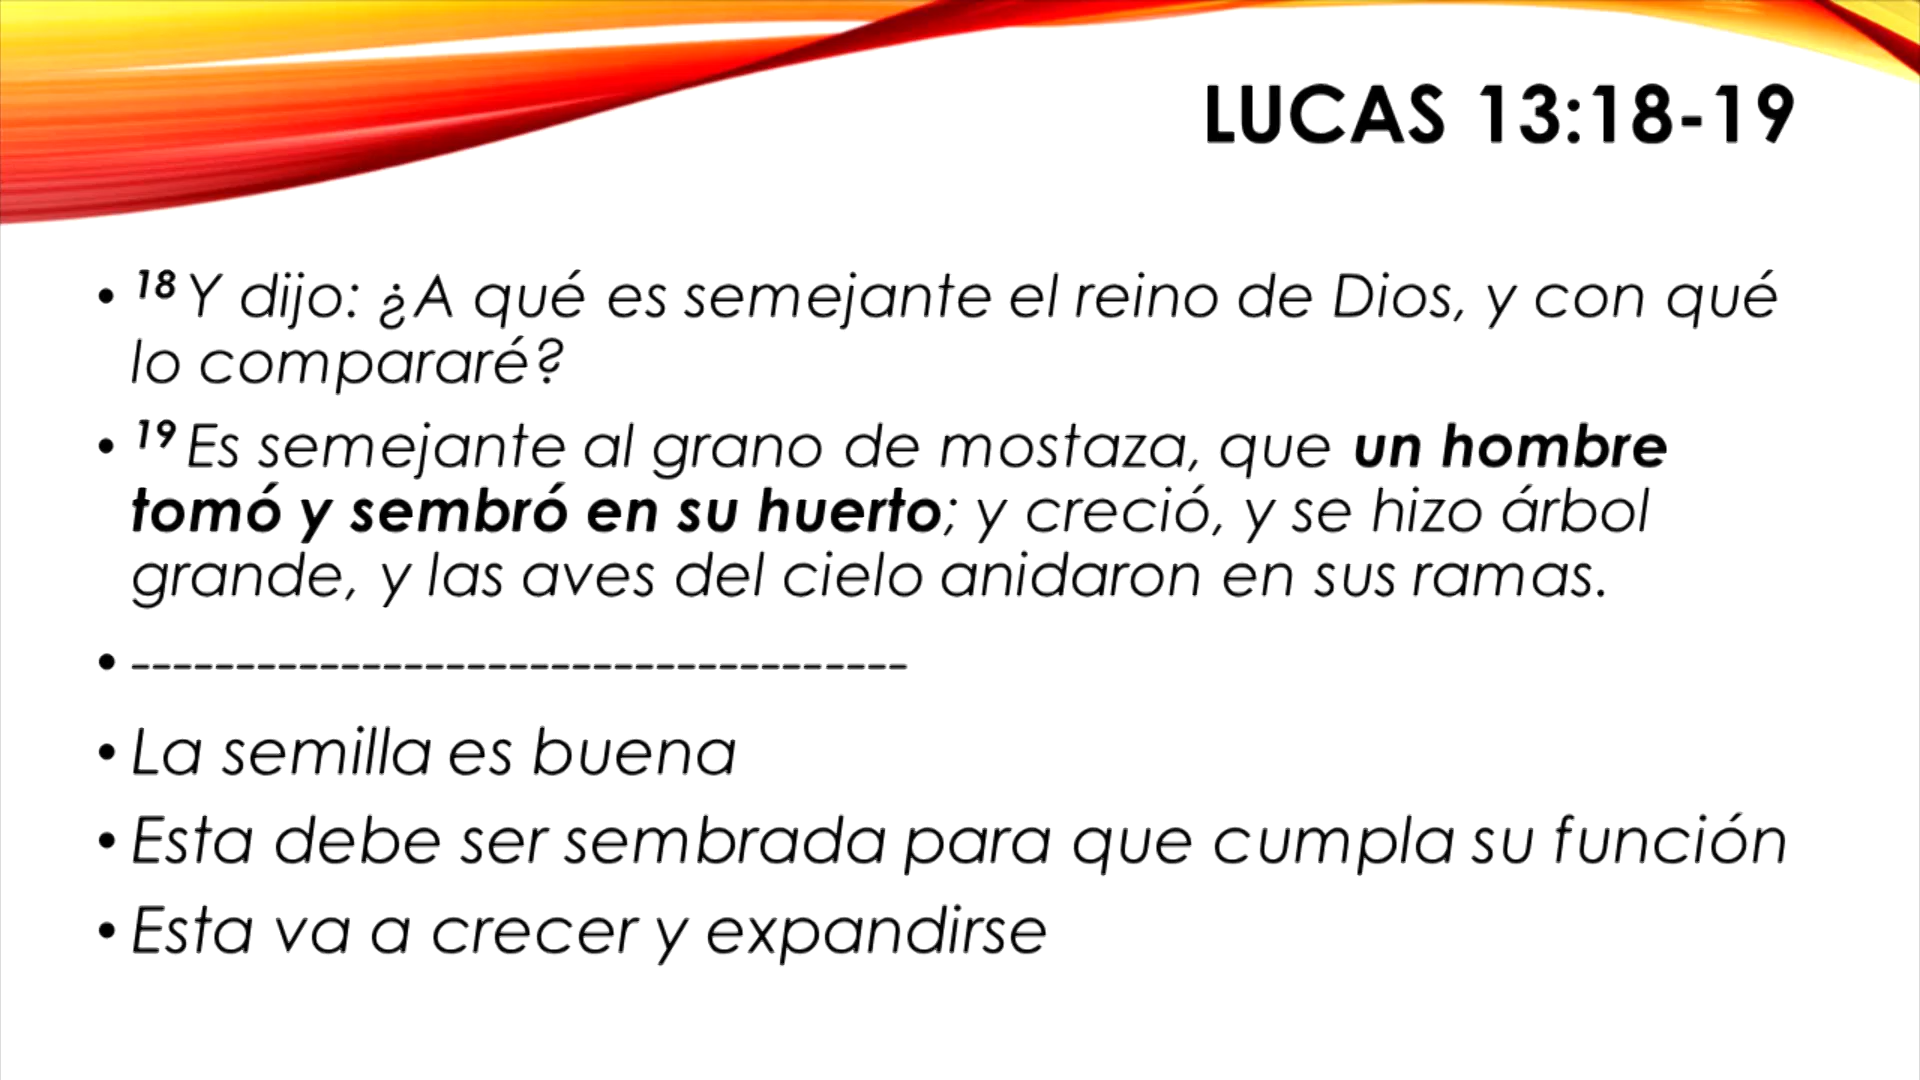 LUCAS 13:18-19
• 18 Y dijo: ¿A qué es semejante el reino de Dios, y con qué
lo compararé?
• 19 Es semejante al grano de mostaza, que un hombre
tomó y sembró en su huerto; y creció, y se hizo árbol
grande, y las aves del cielo anidaron en sus ramas.
• -------------------------------------
• La semilla es buena
• Esta debe ser sembrada para que cumpla su función
• Esta va a crecer y expandirse